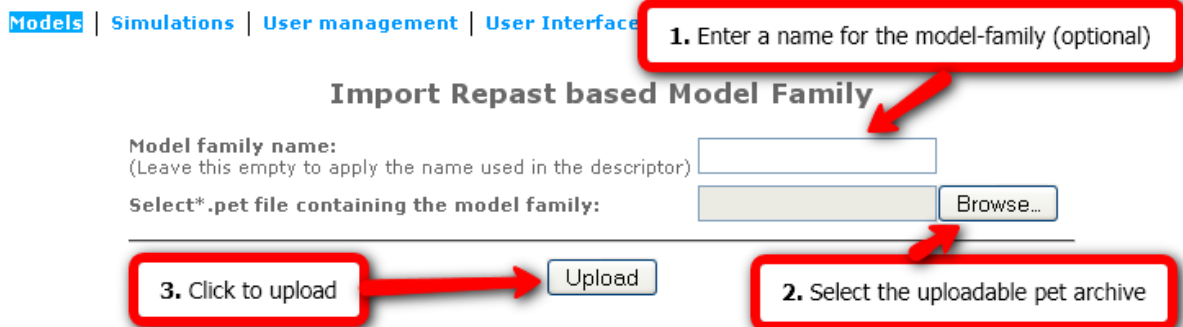 Models | Simulations | User management | User Interface
1. Enter a name for the model-family (optional)
Import Repast based Model Family
Model family name:
(Leave this empty to apply the name used in the descriptor)
Select*.pet file containing the model family:
Browse...
3. Click to upload
Upload
2. Select the uploadable pet archive